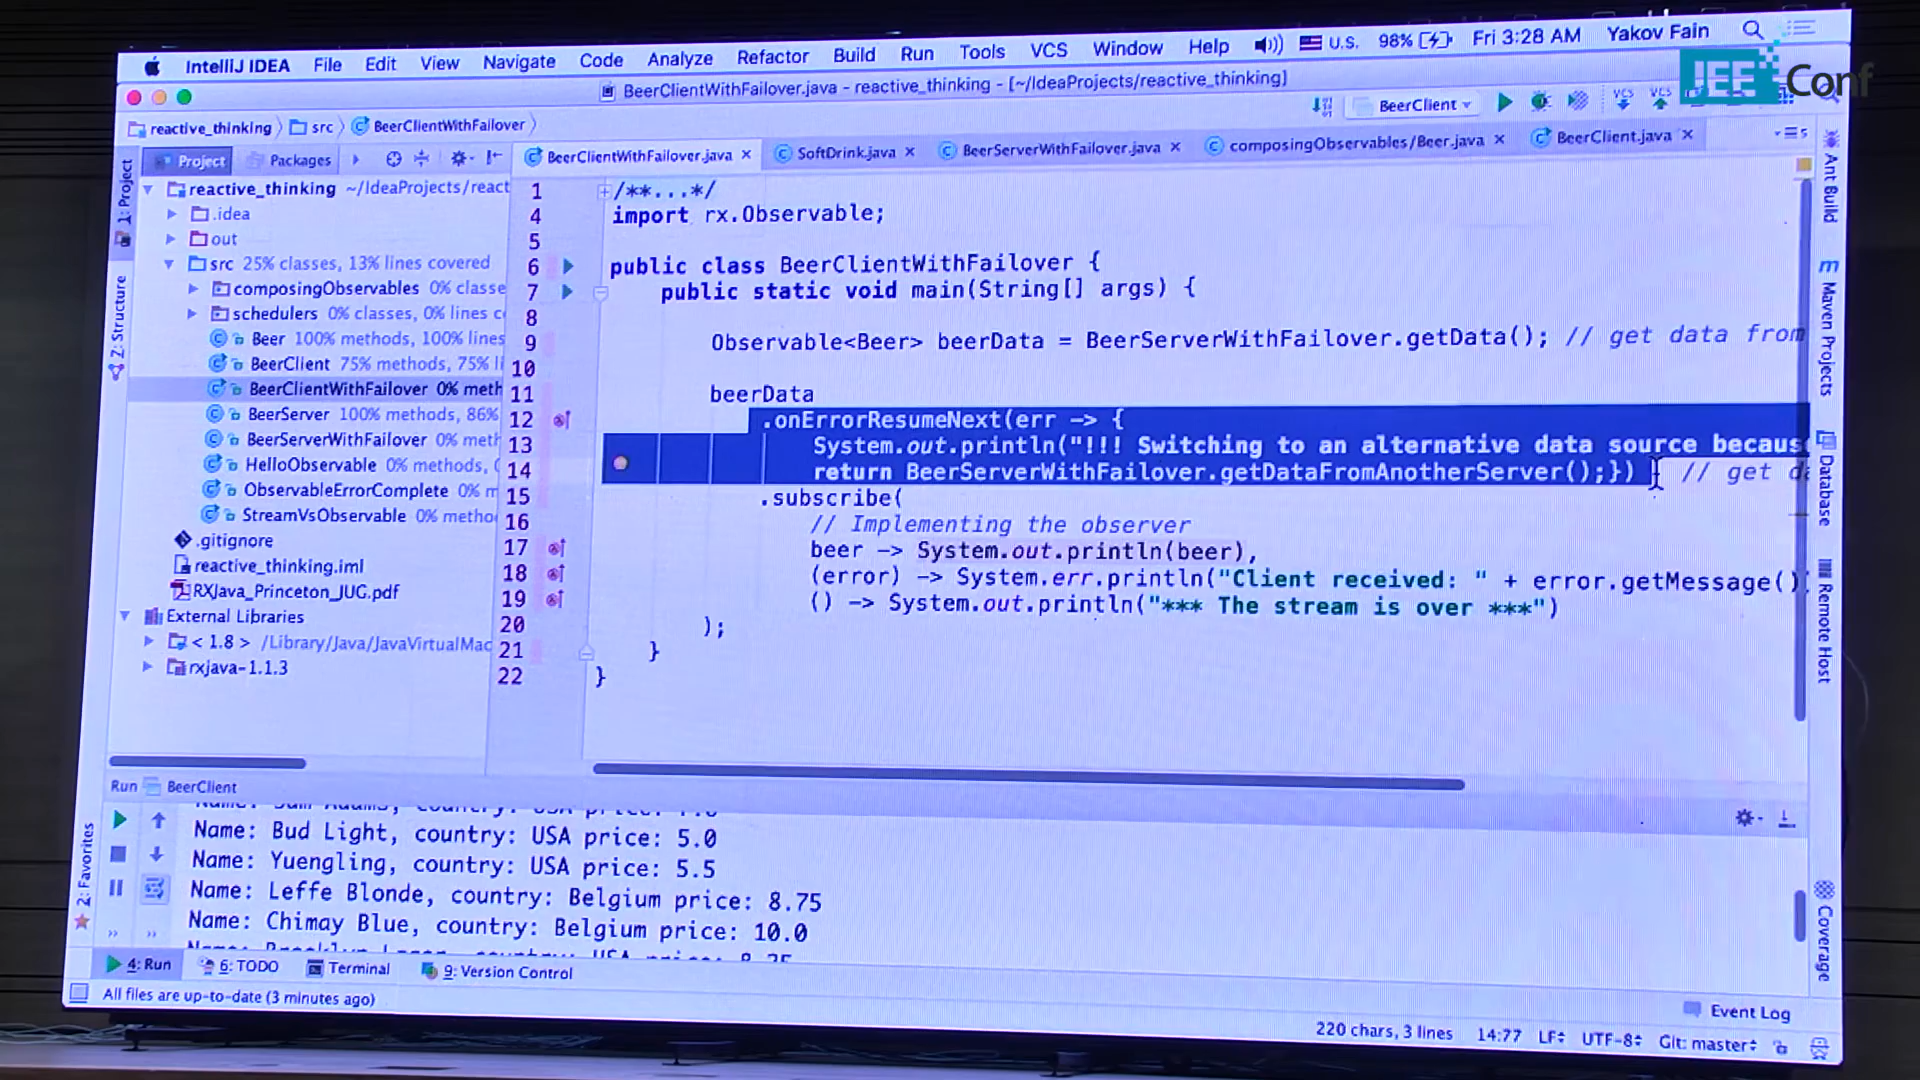 IntelliJ IDEA File Edit View Navigate Code Analyze Refactor Build Run Tools VCS Window Help U.S. 98% Fri 3:28 AM Yakov Fain
JEE Conf
BeerClientWithFailover.java - reactive_thinking - [~/IdeaProjects/reactive_thinking]
reactive_thinking src BeerClientWithFailover BeerClient
Project Packages BeerClientWithFailover.java SoftDrink.java BeerServerWithFailover.java composingObservables/Beer.java BeerClient.java
1: Project
Z: Structure
2: Favorites
reactive_thinking ~/IdeaProjects/react
.idea
out
src 25% classes, 13% lines covered
composingObservables 0% classe
schedulers 0% classes, 0% lines c
Beer 100% methods, 100% lines
BeerClient 75% methods, 75% li
BeerClientWithFailover 0% meth
BeerServer 100% methods, 86%
BeerServerWithFailover 0% meth
HelloObservable 0% methods,
ObservableErrorComplete 0% m
StreamVsObservable 0% metho
.gitignore
reactive_thinking.iml
RXJava_Princeton_JUG.pdf
External Libraries
< 1.8 > /Library/Java/JavaVirtualMac
rxjava-1.1.3
1 /**...*/
4 import rx.Observable;
5
6 public class BeerClientWithFailover {
7 public static void main(String[] args) {
8
9 Observable<Beer> beerData = BeerServerWithFailover.getData(); // get data from
10
11 beerData
12 .onErrorResumeNext(err -> {
13 System.out.println("!!! Switching to an alternative data source becaus
14 return BeerServerWithFailover.getDataFromAnotherServer();}) // get d
15 .subscribe(
16 // Implementing the observer
17 beer -> System.out.println(beer),
18 (error) -> System.err.println("Client received: " + error.getMessage()
19 () -> System.out.println("*** The stream is over ***")
20 );
21 }
22 }
Ant Build
Maven Projects
Database
Remote Host
Coverage
Run BeerClient
Name: Bud Light, country: USA price: 5.0
Name: Yuengling, country: USA price: 5.5
Name: Leffe Blonde, country: Belgium price: 8.75
Name: Chimay Blue, country: Belgium price: 10.0
4: Run 6: TODO Terminal 9: Version Control
Event Log
All files are up-to-date (3 minutes ago)
220 chars, 3 lines 14:77 LF UTF-8 Git: master